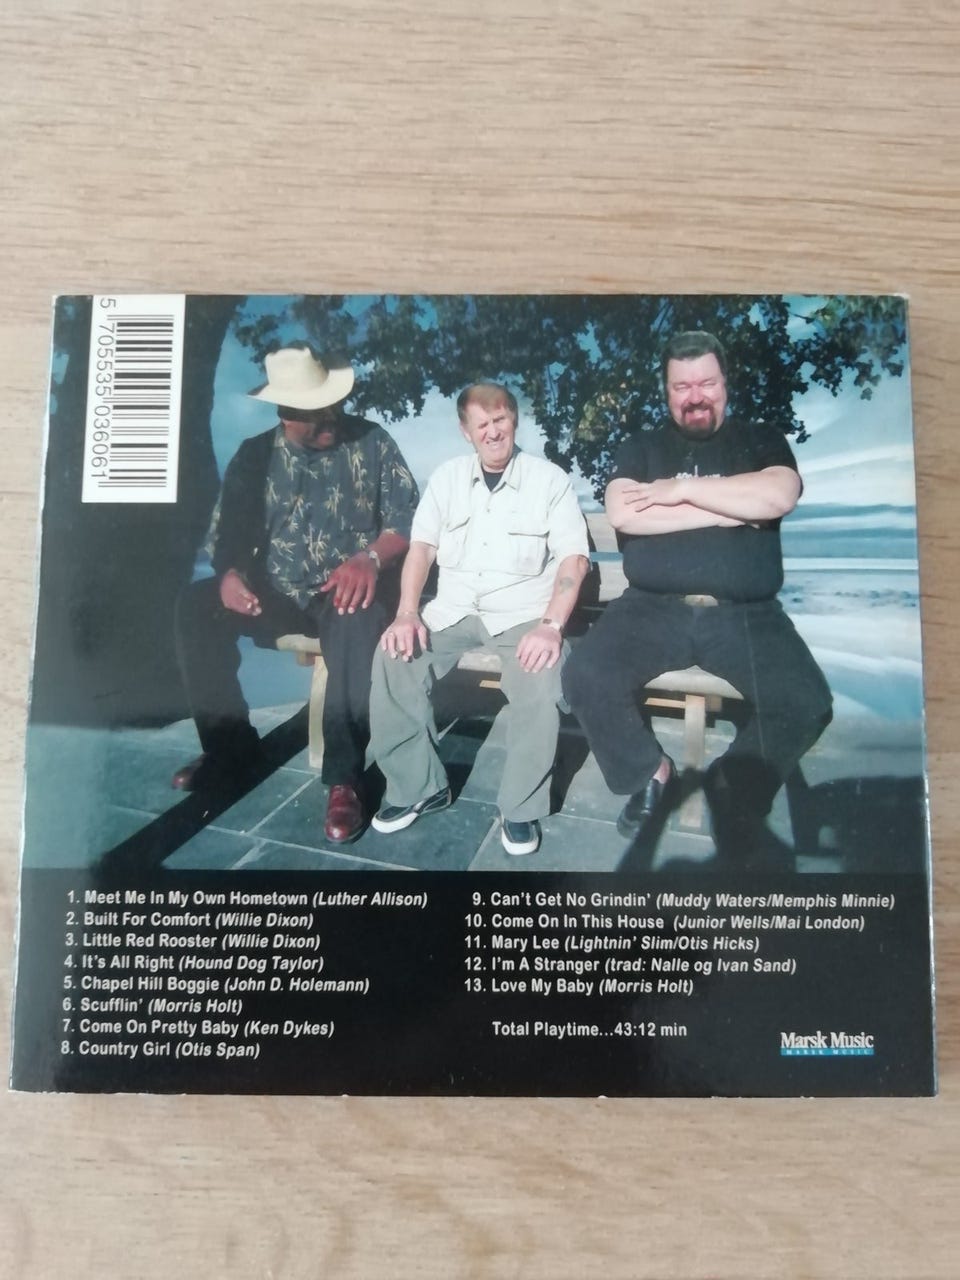 5 705535 036061
1. Meet Me In My Own Hometown (Luther Allison)
2. Built For Comfort (Willie Dixon)
3. Little Red Rooster (Willie Dixon)
4. It's All Right (Hound Dog Taylor)
5. Chapel Hill Boggie (John D. Holemann)
6. Scufflin' (Morris Holt)
7. Come On Pretty Baby (Ken Dykes)
8. Country Girl (Otis Span)
9. Can't Get No Grindin' (Muddy Waters/Memphis Minnie)
10. Come On In This House (Junior Wells/Mai London)
11. Mary Lee (Lightnin' Slim/Otis Hicks)
12. I'm A Stranger (trad: Nalle og Ivan Sand)
13. Love My Baby (Morris Holt)
Total Playtime...43:12 min
Marsk Music
MARSK MUSIC